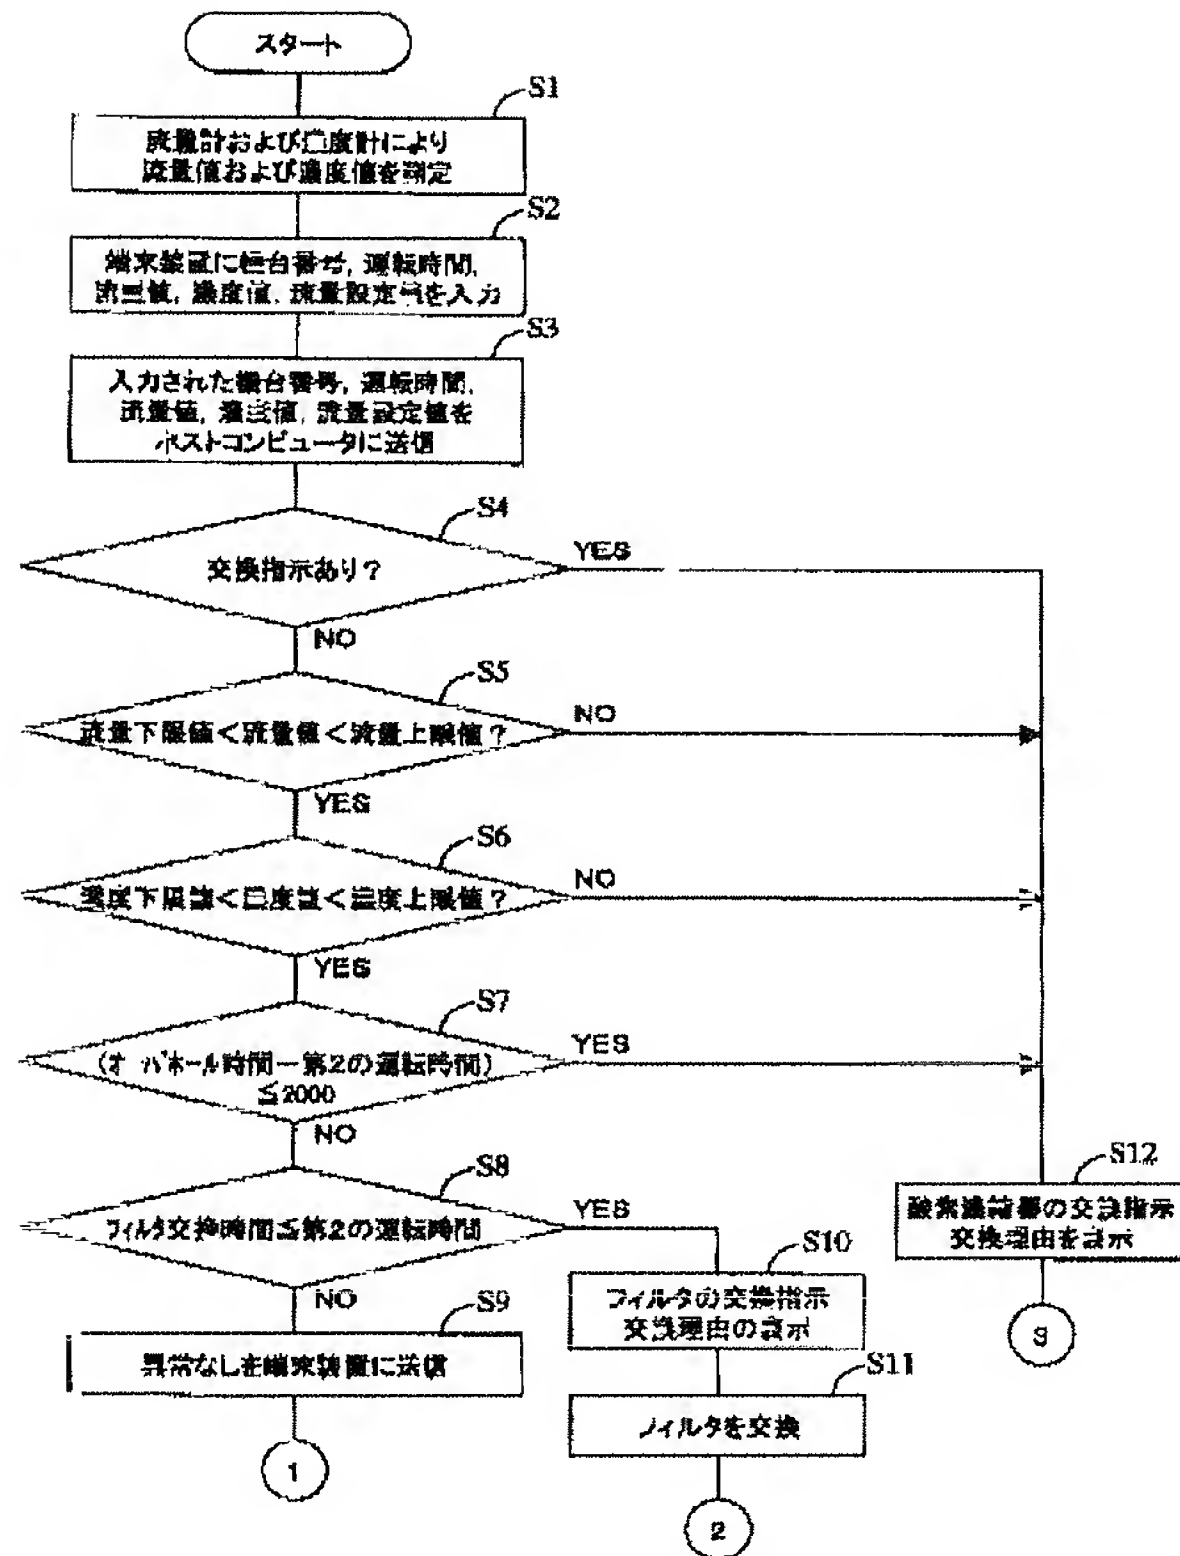 スタート
S1
流量計および濃度計により
流量値および濃度値を測定
S2
端末装置に機台番号, 運転時間,
流量値, 濃度値, 流量設定値を入力
S3
入力された機台番号, 運転時間,
流量値, 濃度値, 流量設定値を
ホストコンピュータに送信
S4
交換指示あり?
YES
NO
S5
流量下限値<流量値<流量上限値?
NO
YES
S6
濃度下限値<濃度値<濃度上限値?
NO
YES
S7
(オーバホール時間-第2の運転時間)
≦2000
YES
NO
S8
フィルタ交換時間≦第2の運転時間
YES
NO
S9
異常なしを端末装置に送信
1
S10
フィルタの交換指示
交換理由の表示
S11
フィルタを交換
2
S12
酸素濃縮器の交換指示
交換理由を表示
3